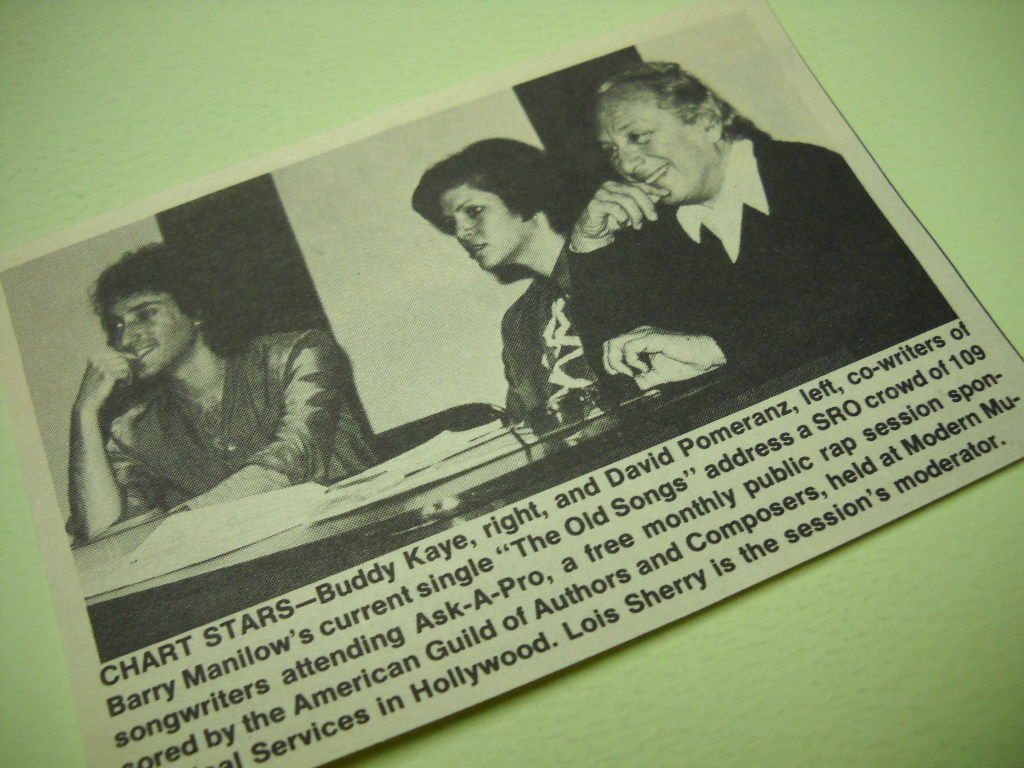 CHART STARS—Buddy Kaye, right, and David Pomeranz, left, co-writers of
Barry Manilow's current single “The Old Songs” address a SRO crowd of 109
songwriters attending Ask-A-Pro, a free monthly public rap session spon-
sored by the American Guild of Authors and Composers, held at Modern Mu-
Services in Hollywood. Lois Sherry is the session's moderator.